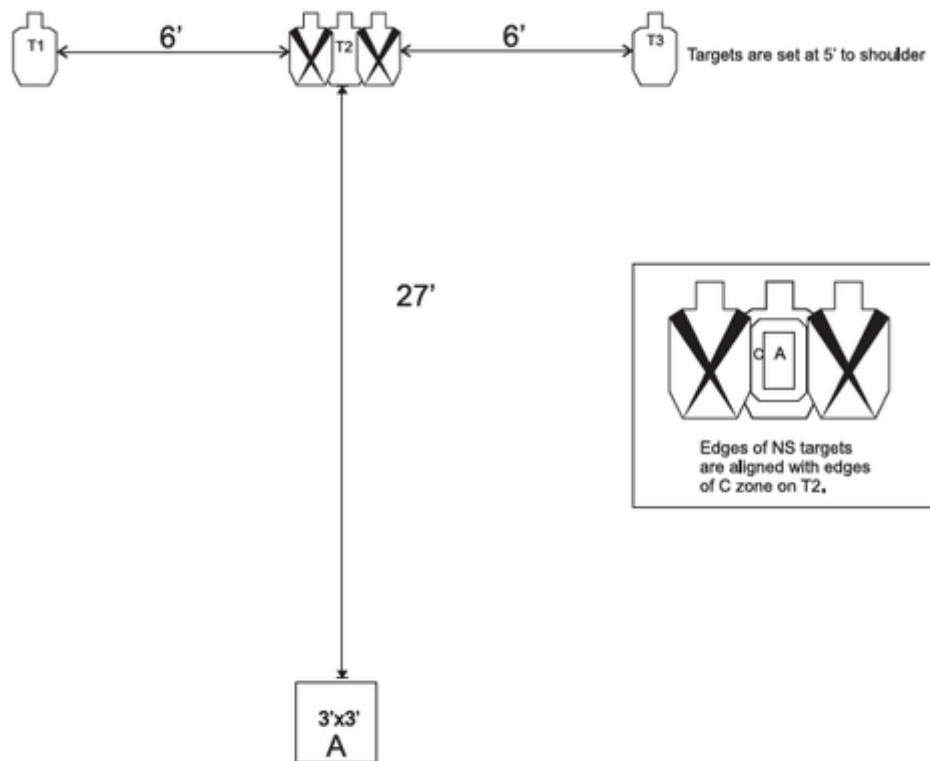 T1
6'
T2
6'
T3
Targets are set at 5' to shoulder
27'
C
A
Edges of NS targets
are aligned with edges
of C zone on T2.
3'x3'
A